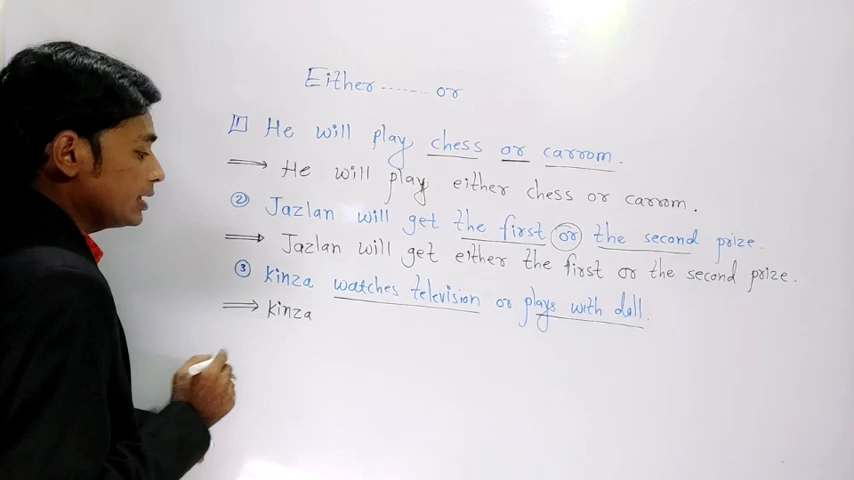 Either ....... or
1 He will play chess or carrom.
⟹ He will play either chess or carrom.
② Jazlan will get the first or the second prize.
⟹ Jazlan will get either the first or the second prize.
③ Kinza watches television or plays with doll.
⟹ Kinza